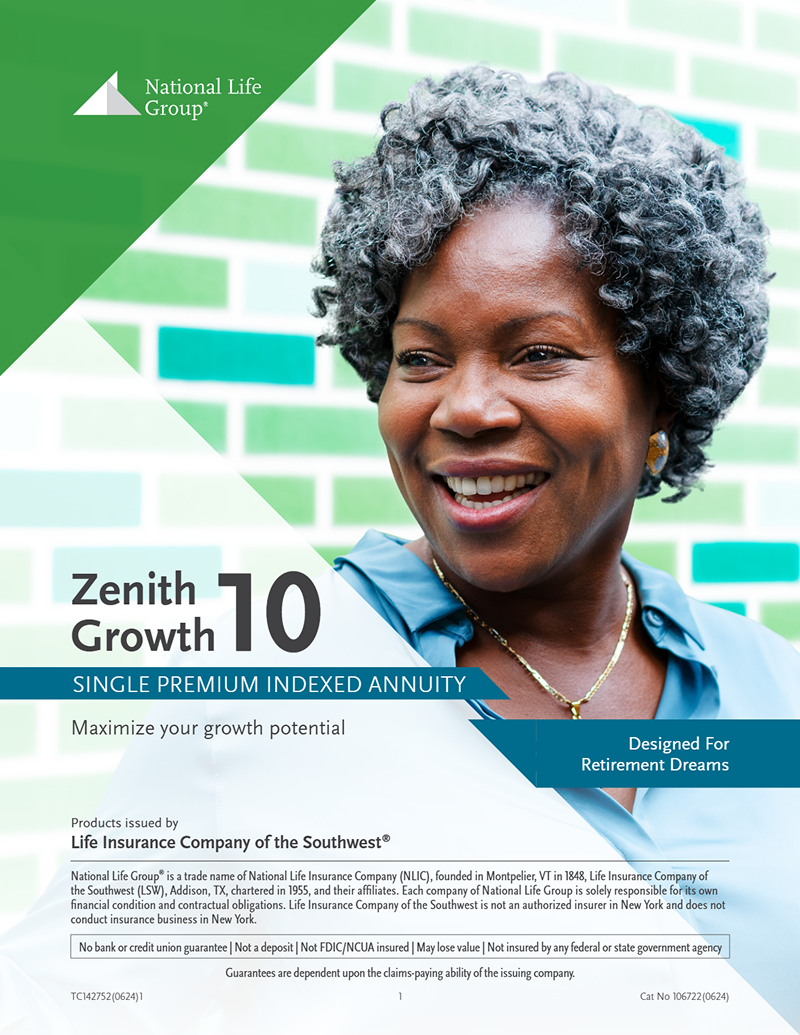 National Life
Group®
Zenith
Growth 10
SINGLE PREMIUM INDEXED ANNUITY
Maximize your growth potential
Designed For
Retirement Dreams
Products issued by
Life Insurance Company of the Southwest®
National Life Group® is a trade name of National Life Insurance Company (NLIC), founded in Montpelier, VT in 1848, Life Insurance Company of
the Southwest (LSW), Addison, TX, chartered in 1955, and their affiliates. Each company of National Life Group is solely responsible for its own
financial condition and contractual obligations. Life Insurance Company of the Southwest is not an authorized insurer in New York and does not
conduct insurance business in New York.
No bank or credit union guarantee | Not a deposit | Not FDIC/NCUA insured | May lose value | Not insured by any federal or state government agency
Guarantees are dependent upon the claims-paying ability of the issuing company.
TC142752(0624)1 1 Cat No 106722(0624)